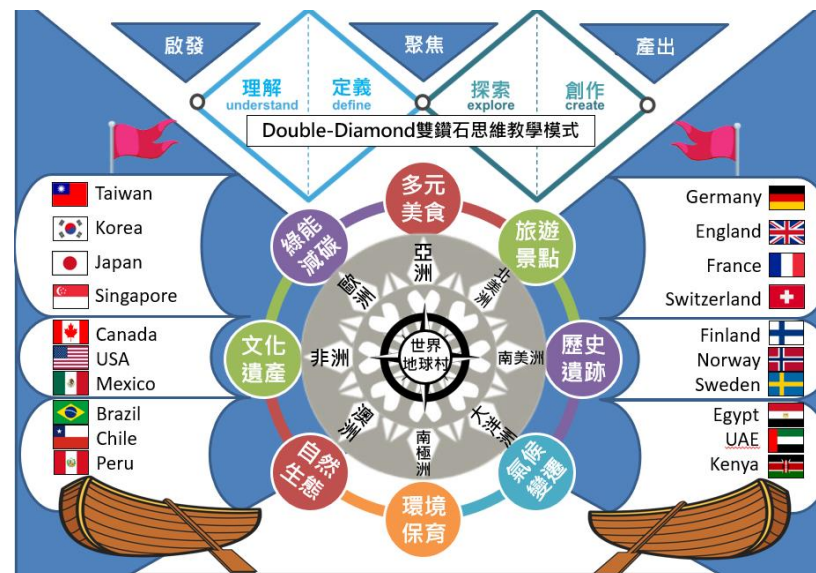 啟發
聚焦
產出
理解
understand
定義
define
探索
explore
創作
create
Double-Diamond雙鑽石思維教學模式
Taiwan
Korea
Japan
Singapore
Canada
USA
Mexico
Brazil
Chile
Peru
多元
美食
旅遊
景點
歷史
遺跡
氣候
變遷
環境
保育
自然
生態
文化
遺產
綠能
減碳
亞洲
北美洲
南美洲
大洋洲
南極洲
澳洲
非洲
歐洲
世界
地球村
Germany
England
France
Switzerland
Finland
Norway
Sweden
Egypt
UAE
Kenya